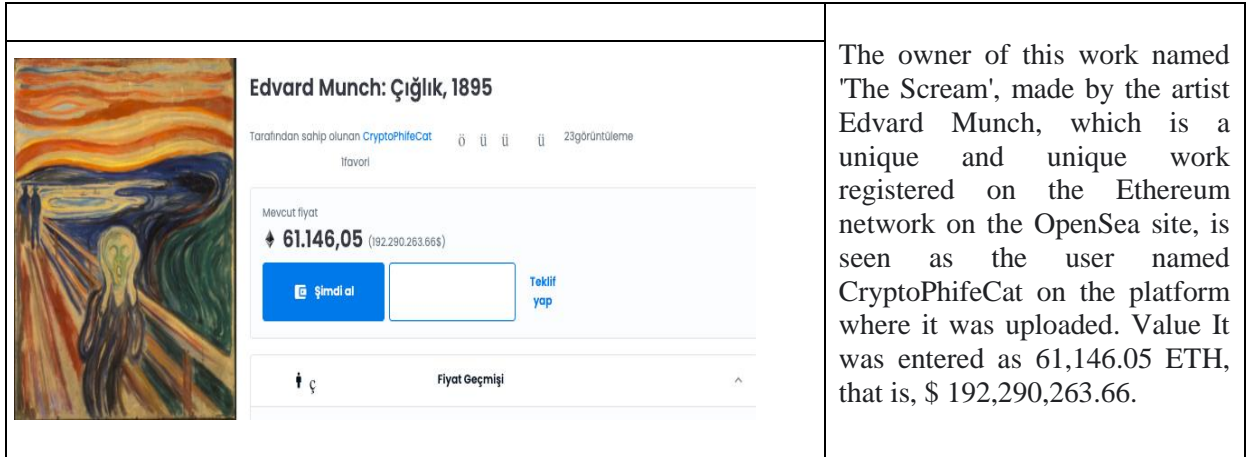 Edvard Munch: Çığlık, 1895
Tarafından sahip olunan CryptoPhifeCat ö ü ü ü 23görüntüleme
1favori
Mevcut fiyat
61.146,05 (192.290.263.66$)
Şimdi al
Teklif
yap
ç Fiyat Geçmişi
The owner of this work named
'The Scream', made by the artist
Edvard Munch, which is a
unique and unique work
registered on the Ethereum
network on the OpenSea site, is
seen as the user named
CryptoPhifeCat on the platform
where it was uploaded. Value It
was entered as 61,146.05 ETH,
that is, $ 192,290,263.66.